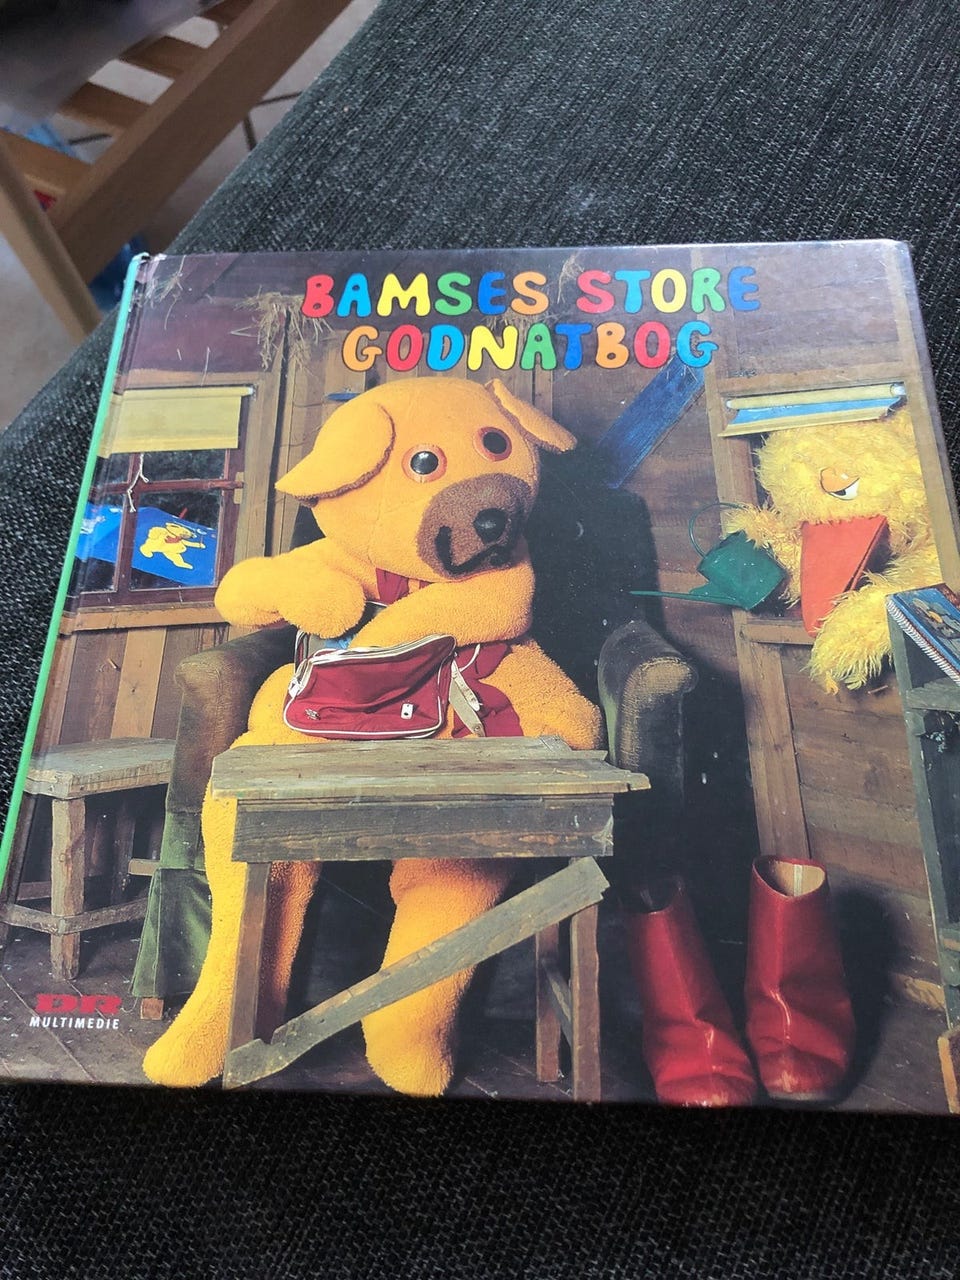 BAMSES STORE
GODNATBOG
DR
MULTIMEDIE